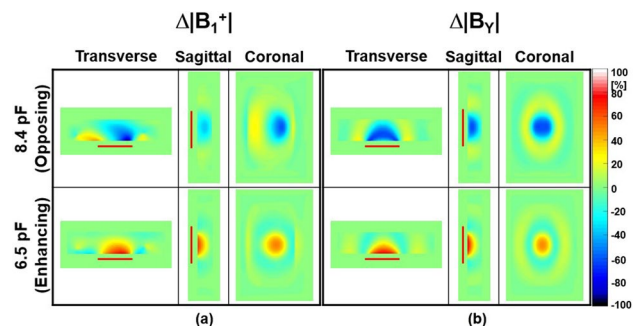 Δ|B₁⁺| Δ|Bᵧ|
Transverse Sagittal Coronal Transverse Sagittal Coronal
8.4 pF
(Opposing)
6.5 pF
(Enhancing)
100
[%]
80
60
40
20
0
-20
-40
-60
-80
-100
(a) (b)